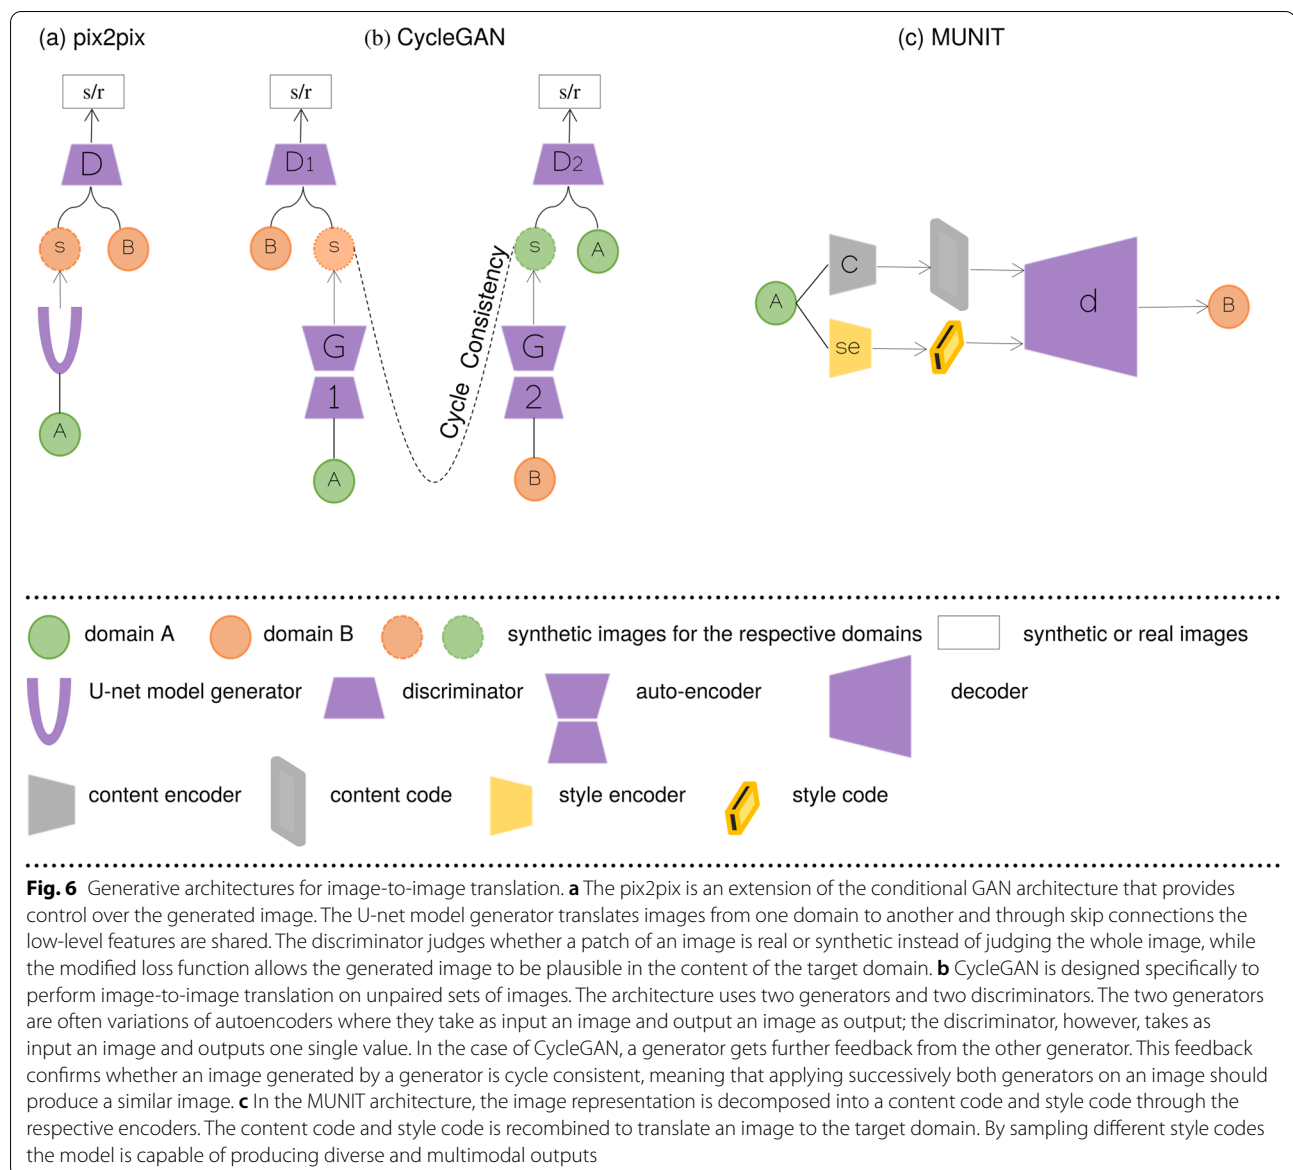 (a) pix2pix
(b) CycleGAN
(c) MUNIT
s/r
s/r
s/r
D
D1
D2
s
B
B
s
s
A
Cycle Consistency
G
1
G
2
A
A
B
A
c
se
d
B
domain A
domain B
synthetic images for the respective domains
synthetic or real images
U-net model generator
discriminator
auto-encoder
decoder
content encoder
content code
style encoder
style code
Fig. 6 Generative architectures for image-to-image translation. a The pix2pix is an extension of the conditional GAN architecture that provides
control over the generated image. The U-net model generator translates images from one domain to another and through skip connections the
low-level features are shared. The discriminator judges whether a patch of an image is real or synthetic instead of judging the whole image, while
the modified loss function allows the generated image to be plausible in the content of the target domain. b CycleGAN is designed specifically to
perform image-to-image translation on unpaired sets of images. The architecture uses two generators and two discriminators. The two generators
are often variations of autoencoders where they take as input an image and output an image as output; the discriminator, however, takes as
input an image and outputs one single value. In the case of CycleGAN, a generator gets further feedback from the other generator. This feedback
confirms whether an image generated by a generator is cycle consistent, meaning that applying successively both generators on an image should
produce a similar image. c In the MUNIT architecture, the image representation is decomposed into a content code and style code through the
respective encoders. The content code and style code is recombined to translate an image to the target domain. By sampling different style codes
the model is capable of producing diverse and multimodal outputs